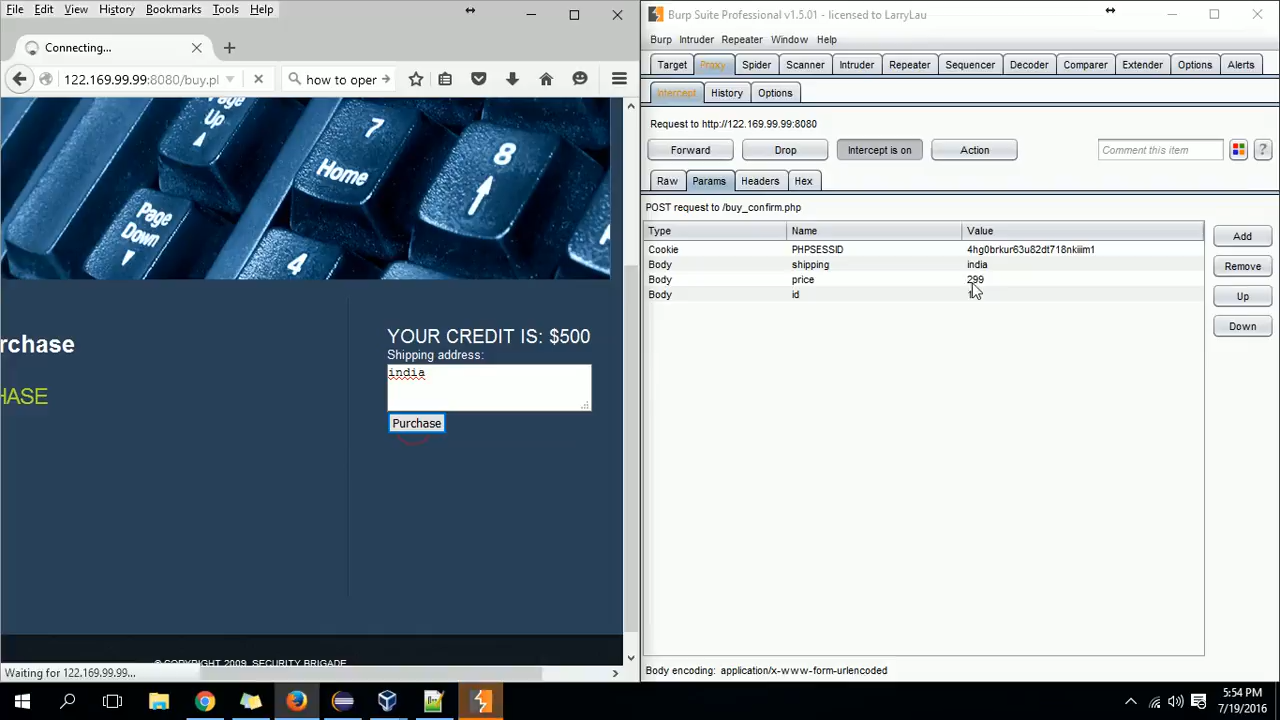 File Edit View History Bookmarks Tools Help
Connecting...
122.169.99.99:8080/buy.pl
how to oper
Page Up
7 Home
8
Page Down
4
rchase
HASE
YOUR CREDIT IS: $500
Shipping address:
india
Purchase
© COPYRIGHT 2009 SECURITY BRIGADE
Waiting for 122.169.99.99...
Burp Suite Professional v1.5.01 - licensed to LarryLau
Burp Intruder Repeater Window Help
Target Proxy Spider Scanner Intruder Repeater Sequencer Decoder Comparer Extender Options Alerts
Intercept History Options
Request to http://122.169.99.99:8080
Forward Drop Intercept is on Action Comment this item ?
Raw Params Headers Hex
POST request to /buy_confirm.php
Type Name Value
Cookie PHPSESSID 4hg0brkur63u82dt718nkiiim1
Body shipping india
Body price 299
Body id
Add
Remove
Up
Down
Body encoding: application/x-www-form-urlencoded
5:54 PM
7/19/2016